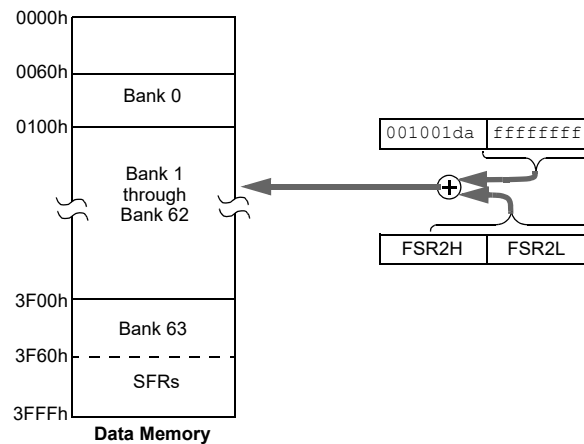 0000h
0060h
Bank 0
0100h
001001da ffffffff
Bank 1
through
Bank 62
FSR2H FSR2L
3F00h
Bank 63
3F60h
SFRs
3FFFh
Data Memory